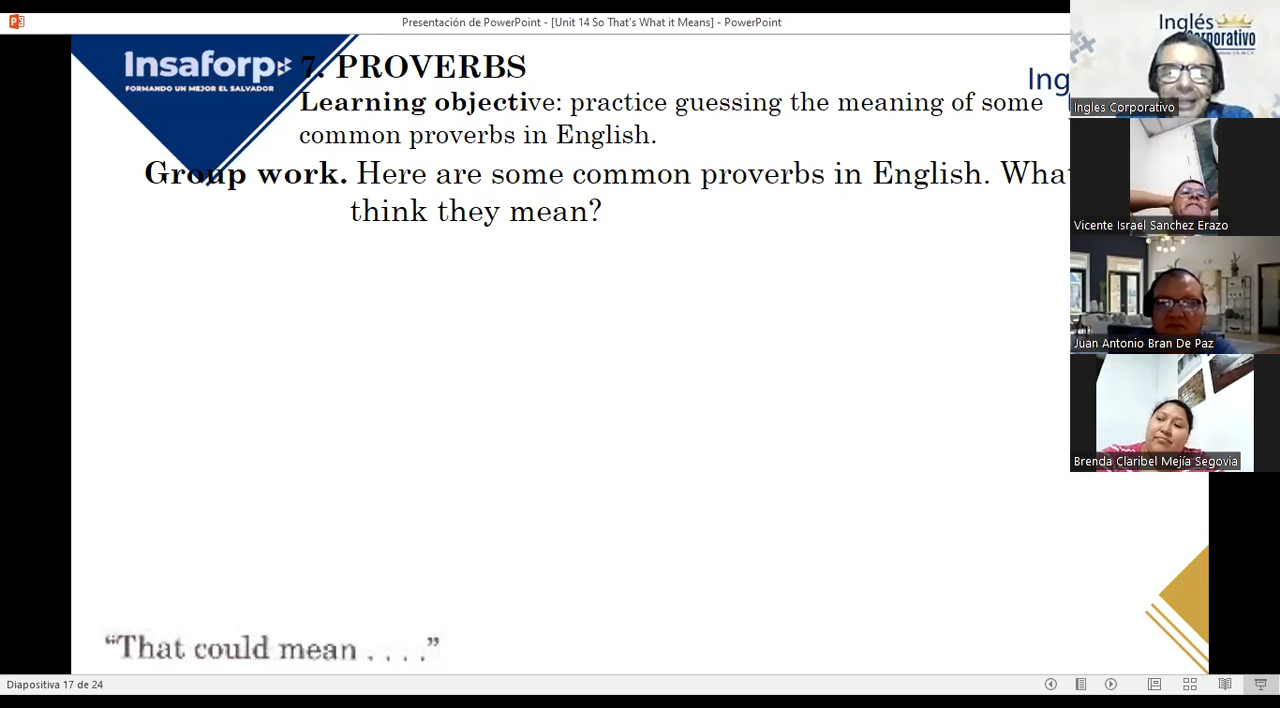 Presentación de PowerPoint - [Unit 14 So That's What it Means] - PowerPoint
Insaforp
FORMANDO UN MEJOR EL SALVADOR
7. PROVERBS
Ing
Learning objective: practice guessing the meaning of some
common proverbs in English.
Group work. Here are some common proverbs in English. What
think they mean?
“That could mean . . . .”
Inglés
Corporativo
Ingles Corporativo
Vicente Israel Sanchez Erazo
Juan Antonio Bran De Paz
Brenda Claribel Mejía Segovia
Diapositiva 17 de 24